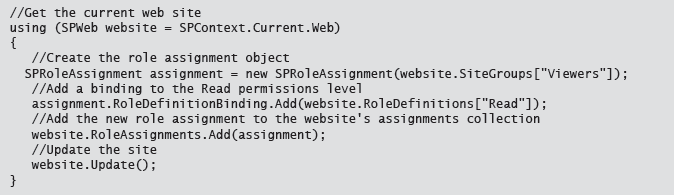 //Get the current web site
using (SPWeb website = SPContext.Current.Web)
{
//Create the role assignment object
SPRoleAssignment assignment = new SPRoleAssignment(website.SiteGroups["Viewers"]);
//Add a binding to the Read permissions level
assignment.RoleDefinitionBinding.Add(website.RoleDefinitions["Read"]);
//Add the new role assignment to the website's assignments collection
website.RoleAssignments.Add(assignment);
//Update the site
website.Update();
}